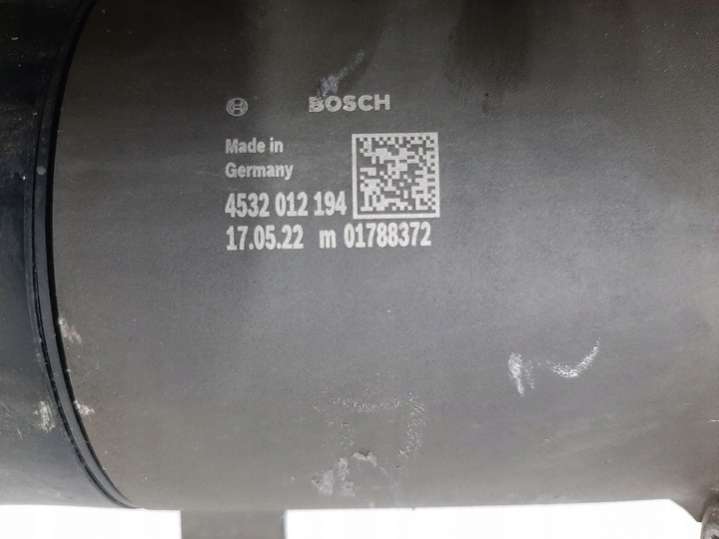 BOSCH
Made in
Germany
4532 012 194
17.05.22 m 01788372